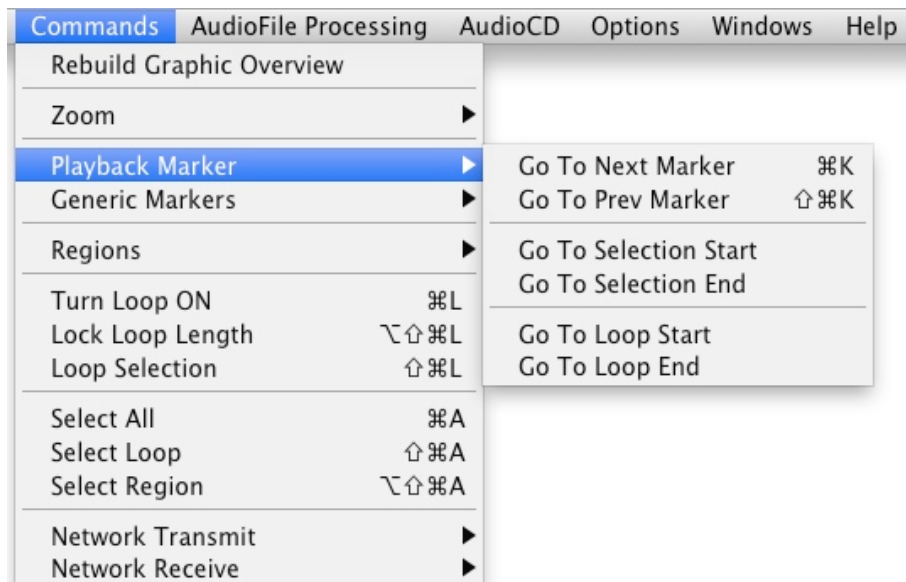 Commands AudioFile Processing AudioCD Options Windows Help
Rebuild Graphic Overview
Zoom
Playback Marker
Generic Markers
Regions
Turn Loop ON ⌘L
Lock Loop Length ⌥⇧⌘L
Loop Selection ⇧⌘L
Select All ⌘A
Select Loop ⇧⌘A
Select Region ⌥⇧⌘A
Network Transmit
Network Receive
Go To Next Marker ⌘K
Go To Prev Marker ⇧⌘K
Go To Selection Start
Go To Selection End
Go To Loop Start
Go To Loop End